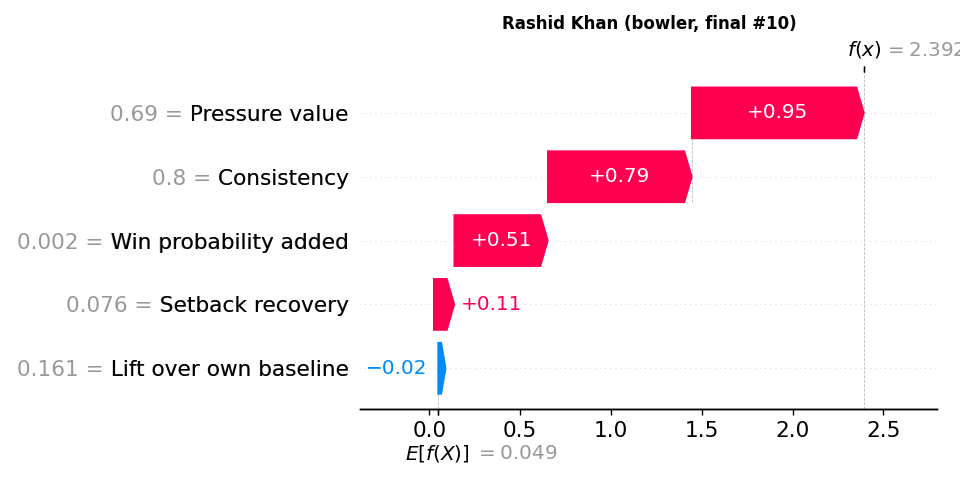 Rashid Khan (bowler, final #10)
f(x) = 2.392
0.69 = Pressure value
+0.95
0.8 = Consistency
+0.79
0.002 = Win probability added
+0.51
0.076 = Setback recovery
+0.11
0.161 = Lift over own baseline
−0.02
0.0 0.5 1.0 1.5 2.0 2.5
E[f(X)] = 0.049